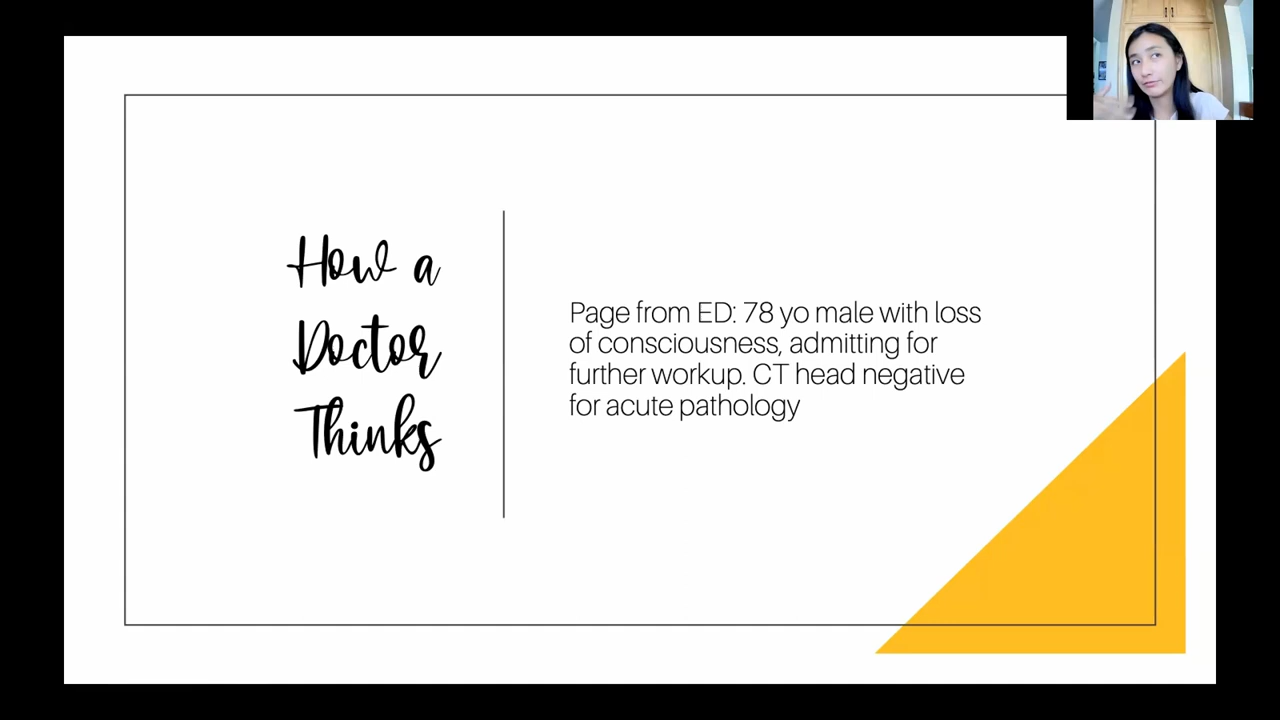 How a
Doctor
Thinks
Page from ED: 78 yo male with loss
of consciousness, admitting for
further workup. CT head negative
for acute pathology